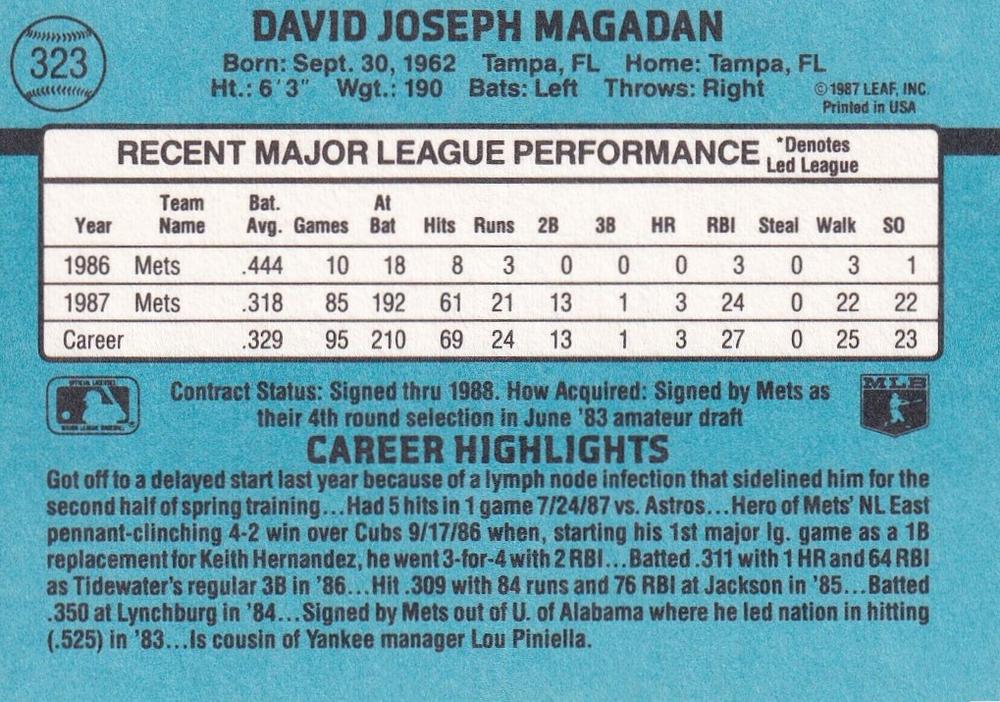 323
DAVID JOSEPH MAGADAN
Born: Sept. 30, 1962 Tampa, FL Home: Tampa, FL
Ht.: 6'3" Wgt.: 190 Bats: Left Throws: Right
©1987 LEAF, INC.
Printed in USA
RECENT MAJOR LEAGUE PERFORMANCE *Denotes Led League
Year Team Name Bat. Avg. Games At Bat Hits Runs 2B 3B HR RBI Steal Walk SO
1986 Mets .444 10 18 8 3 0 0 0 3 0 3 1
1987 Mets .318 85 192 61 21 13 1 3 24 0 22 22
Career .329 95 210 69 24 13 1 3 27 0 25 23
Contract Status: Signed thru 1988. How Acquired: Signed by Mets as
their 4th round selection in June '83 amateur draft
MLB
CAREER HIGHLIGHTS
Got off to a delayed start last year because of a lymph node infection that sidelined him for the
second half of spring training...Had 5 hits in 1 game 7/24/87 vs. Astros...Hero of Mets' NL East
pennant-clinching 4-2 win over Cubs 9/17/86 when, starting his 1st major lg. game as a 1B
replacement for Keith Hernandez, he went 3-for-4 with 2 RBI...Batted .311 with 1 HR and 64 RBI
as Tidewater's regular 3B in '86...Hit .309 with 84 runs and 76 RBI at Jackson in '85...Batted
.350 at Lynchburg in '84...Signed by Mets out of U. of Alabama where he led nation in hitting
(.525) in '83...Is cousin of Yankee manager Lou Piniella.